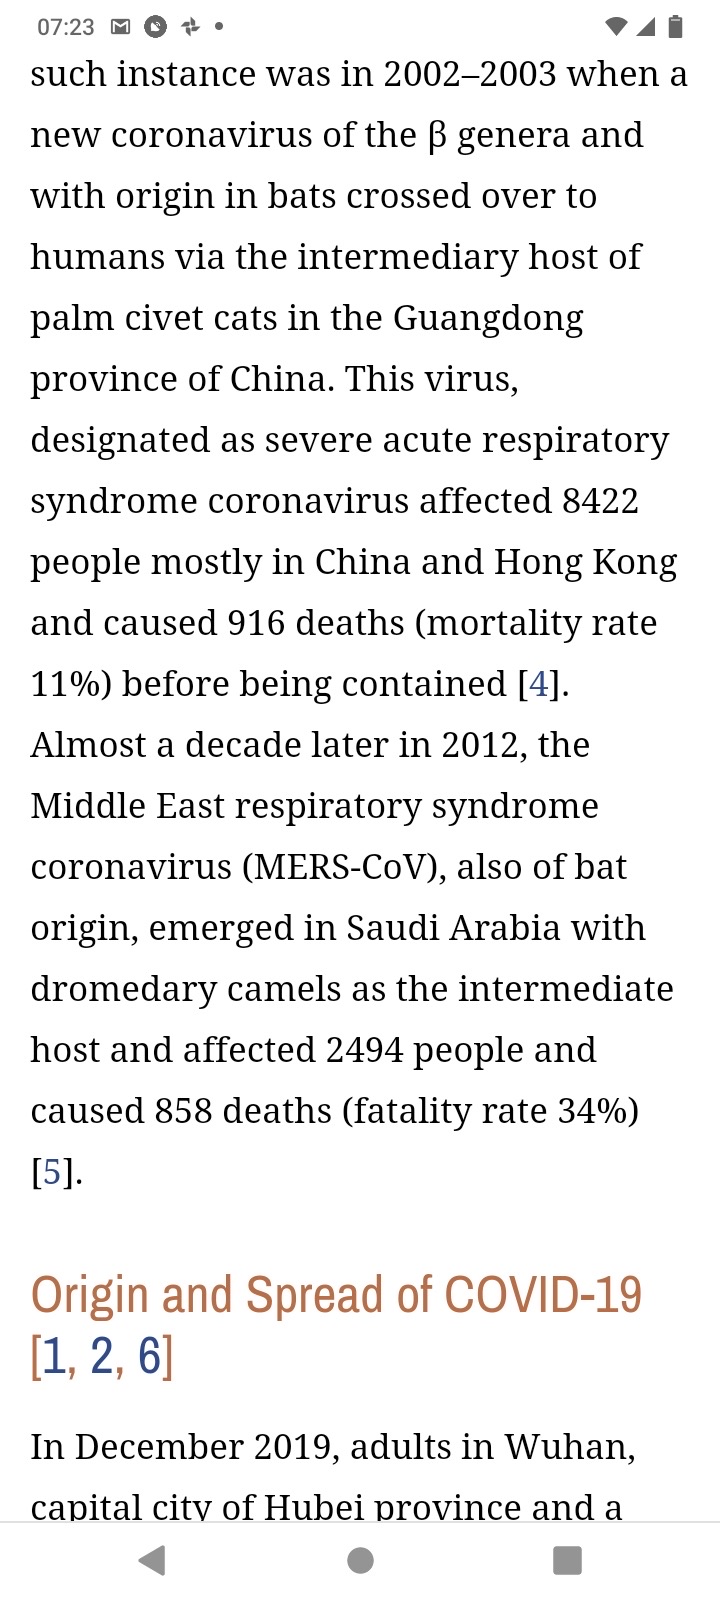 07:23
such instance was in 2002–2003 when a
new coronavirus of the β genera and
with origin in bats crossed over to
humans via the intermediary host of
palm civet cats in the Guangdong
province of China. This virus,
designated as severe acute respiratory
syndrome coronavirus affected 8422
people mostly in China and Hong Kong
and caused 916 deaths (mortality rate
11%) before being contained [4].
Almost a decade later in 2012, the
Middle East respiratory syndrome
coronavirus (MERS-CoV), also of bat
origin, emerged in Saudi Arabia with
dromedary camels as the intermediate
host and affected 2494 people and
caused 858 deaths (fatality rate 34%)
[5].
Origin and Spread of COVID-19
[1, 2, 6]
In December 2019, adults in Wuhan,
capital city of Hubei province and a